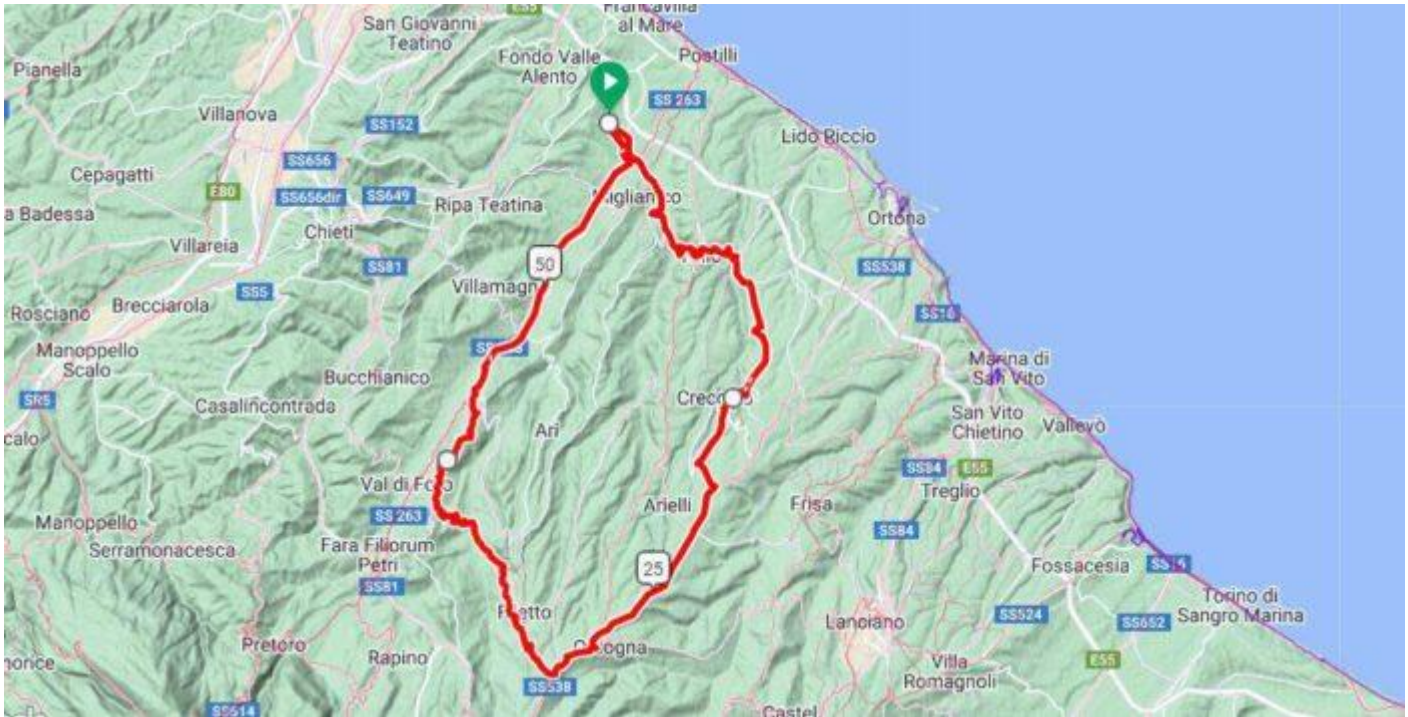 E55
Francavilla
al Mare
San Giovanni
Teatino
Fondo Valle
Alento
Postilli
Pianella
SS 263
Villanova
SS152
Lido Riccio
SS656
Cepagatti
E80
SS656dir
SS649
Ripa Teatina
Miglianico
a Badessa
Ortona
Chieti
Villareia
SS81
50
SS538
SS5
Villamagn
Brecciarola
Rosciano
SS16
Manoppello
Scalo
Marina di
San Vito
Bucchianico
SR5
Casalincontrada
San Vito
Chietino
Vallevò
calo
Ari
SS84
E55
Val di Foro
Treglio
Arielli
Frisa
SS 263
Manoppello
SS84
Serramonacesca
Fara Filiorum
Petri
25
Fossacesia
SS81
Torino di
Sangro Marina
SS524
Lanciano
SS652
Pretoro
Rapino
E55
Villa
Romagnoli
SS538
SS614
Castel